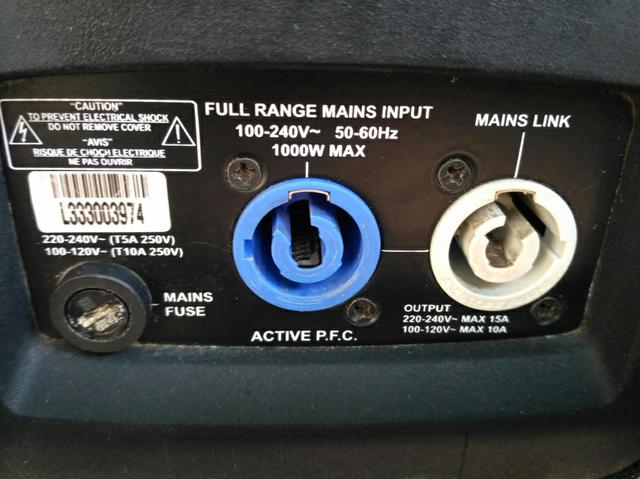 "CAUTION"
TO PREVENT ELECTRICAL SHOCK
DO NOT REMOVE COVER
"AVIS"
RISQUE DE CHOCH ELECTRIQUE
NE PAS OUVRIR
L333003974
220-240V~ (T5A 250V)
100-120V~ (T10A 250V)
MAINS
FUSE
FULL RANGE MAINS INPUT
100-240V~ 50-60Hz
1000W MAX
ACTIVE P.F.C.
MAINS LINK
OUTPUT
220-240V~ MAX 15A
100-120V~ MAX 10A